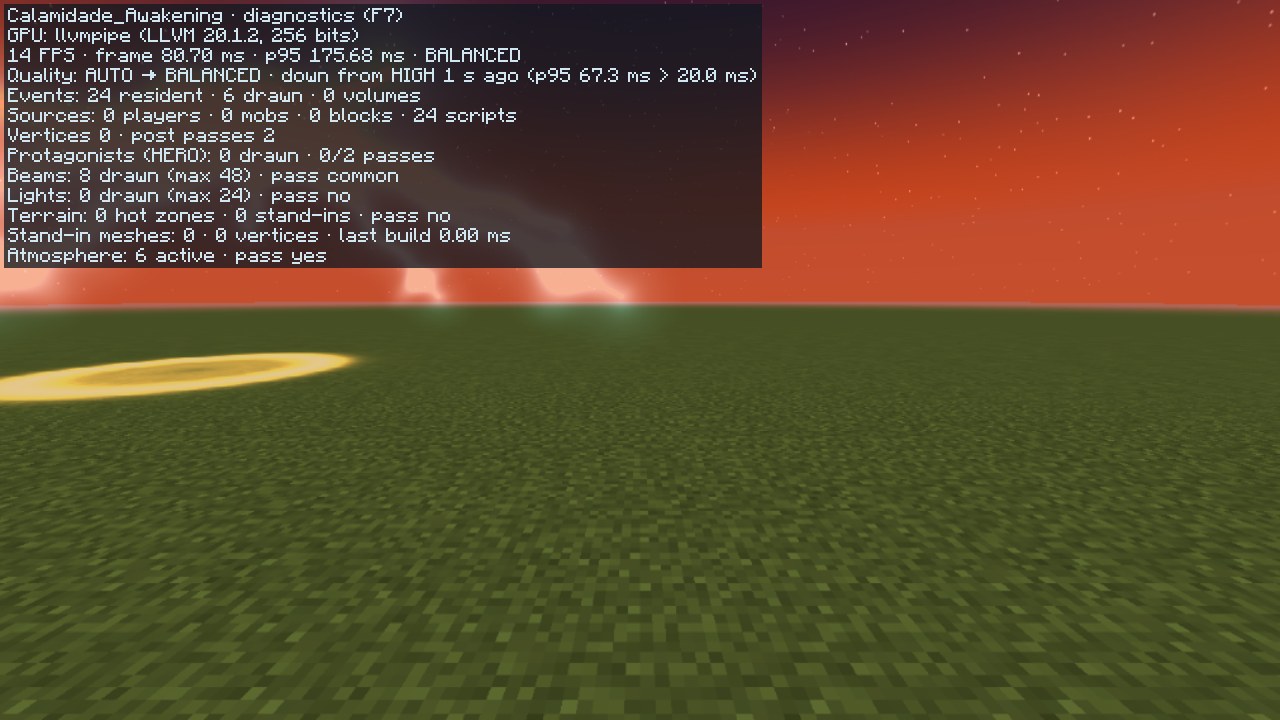 Calamidade_Awakening · diagnostics (F7)
GPU: llvmpipe (LLVM 20.1.2, 256 bits)
14 FPS · frame 80.70 ms · p95 175.68 ms · BALANCED
Quality: AUTO → BALANCED · down from HIGH 1 s ago (p95 67.3 ms > 20.0 ms)
Events: 24 resident · 6 drawn · 0 volumes
Sources: 0 players · 0 mobs · 0 blocks · 24 scripts
Vertices 0 · post passes 2
Protagonists (HERO): 0 drawn · 0/2 passes
Beams: 8 drawn (max 48) · pass common
Lights: 0 drawn (max 24) · pass no
Terrain: 0 hot zones · 0 stand-ins · pass no
Stand-in meshes: 0 · 0 vertices · last build 0.00 ms
Atmosphere: 6 active · pass yes